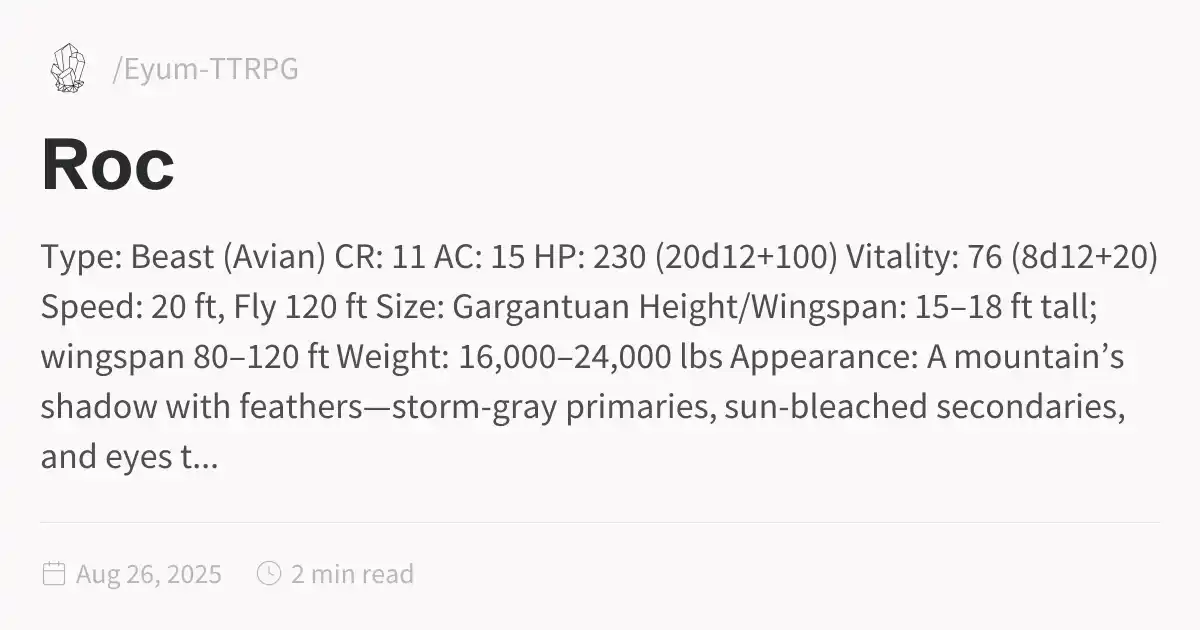 /Eyum-TTRPG
Roc
Type: Beast (Avian) CR: 11 AC: 15 HP: 230 (20d12+100) Vitality: 76 (8d12+20)
Speed: 20 ft, Fly 120 ft Size: Gargantuan Height/Wingspan: 15–18 ft tall;
wingspan 80–120 ft Weight: 16,000–24,000 lbs Appearance: A mountain’s
shadow with feathers—storm-gray primaries, sun-bleached secondaries,
and eyes t...
Aug 26, 2025 2 min read